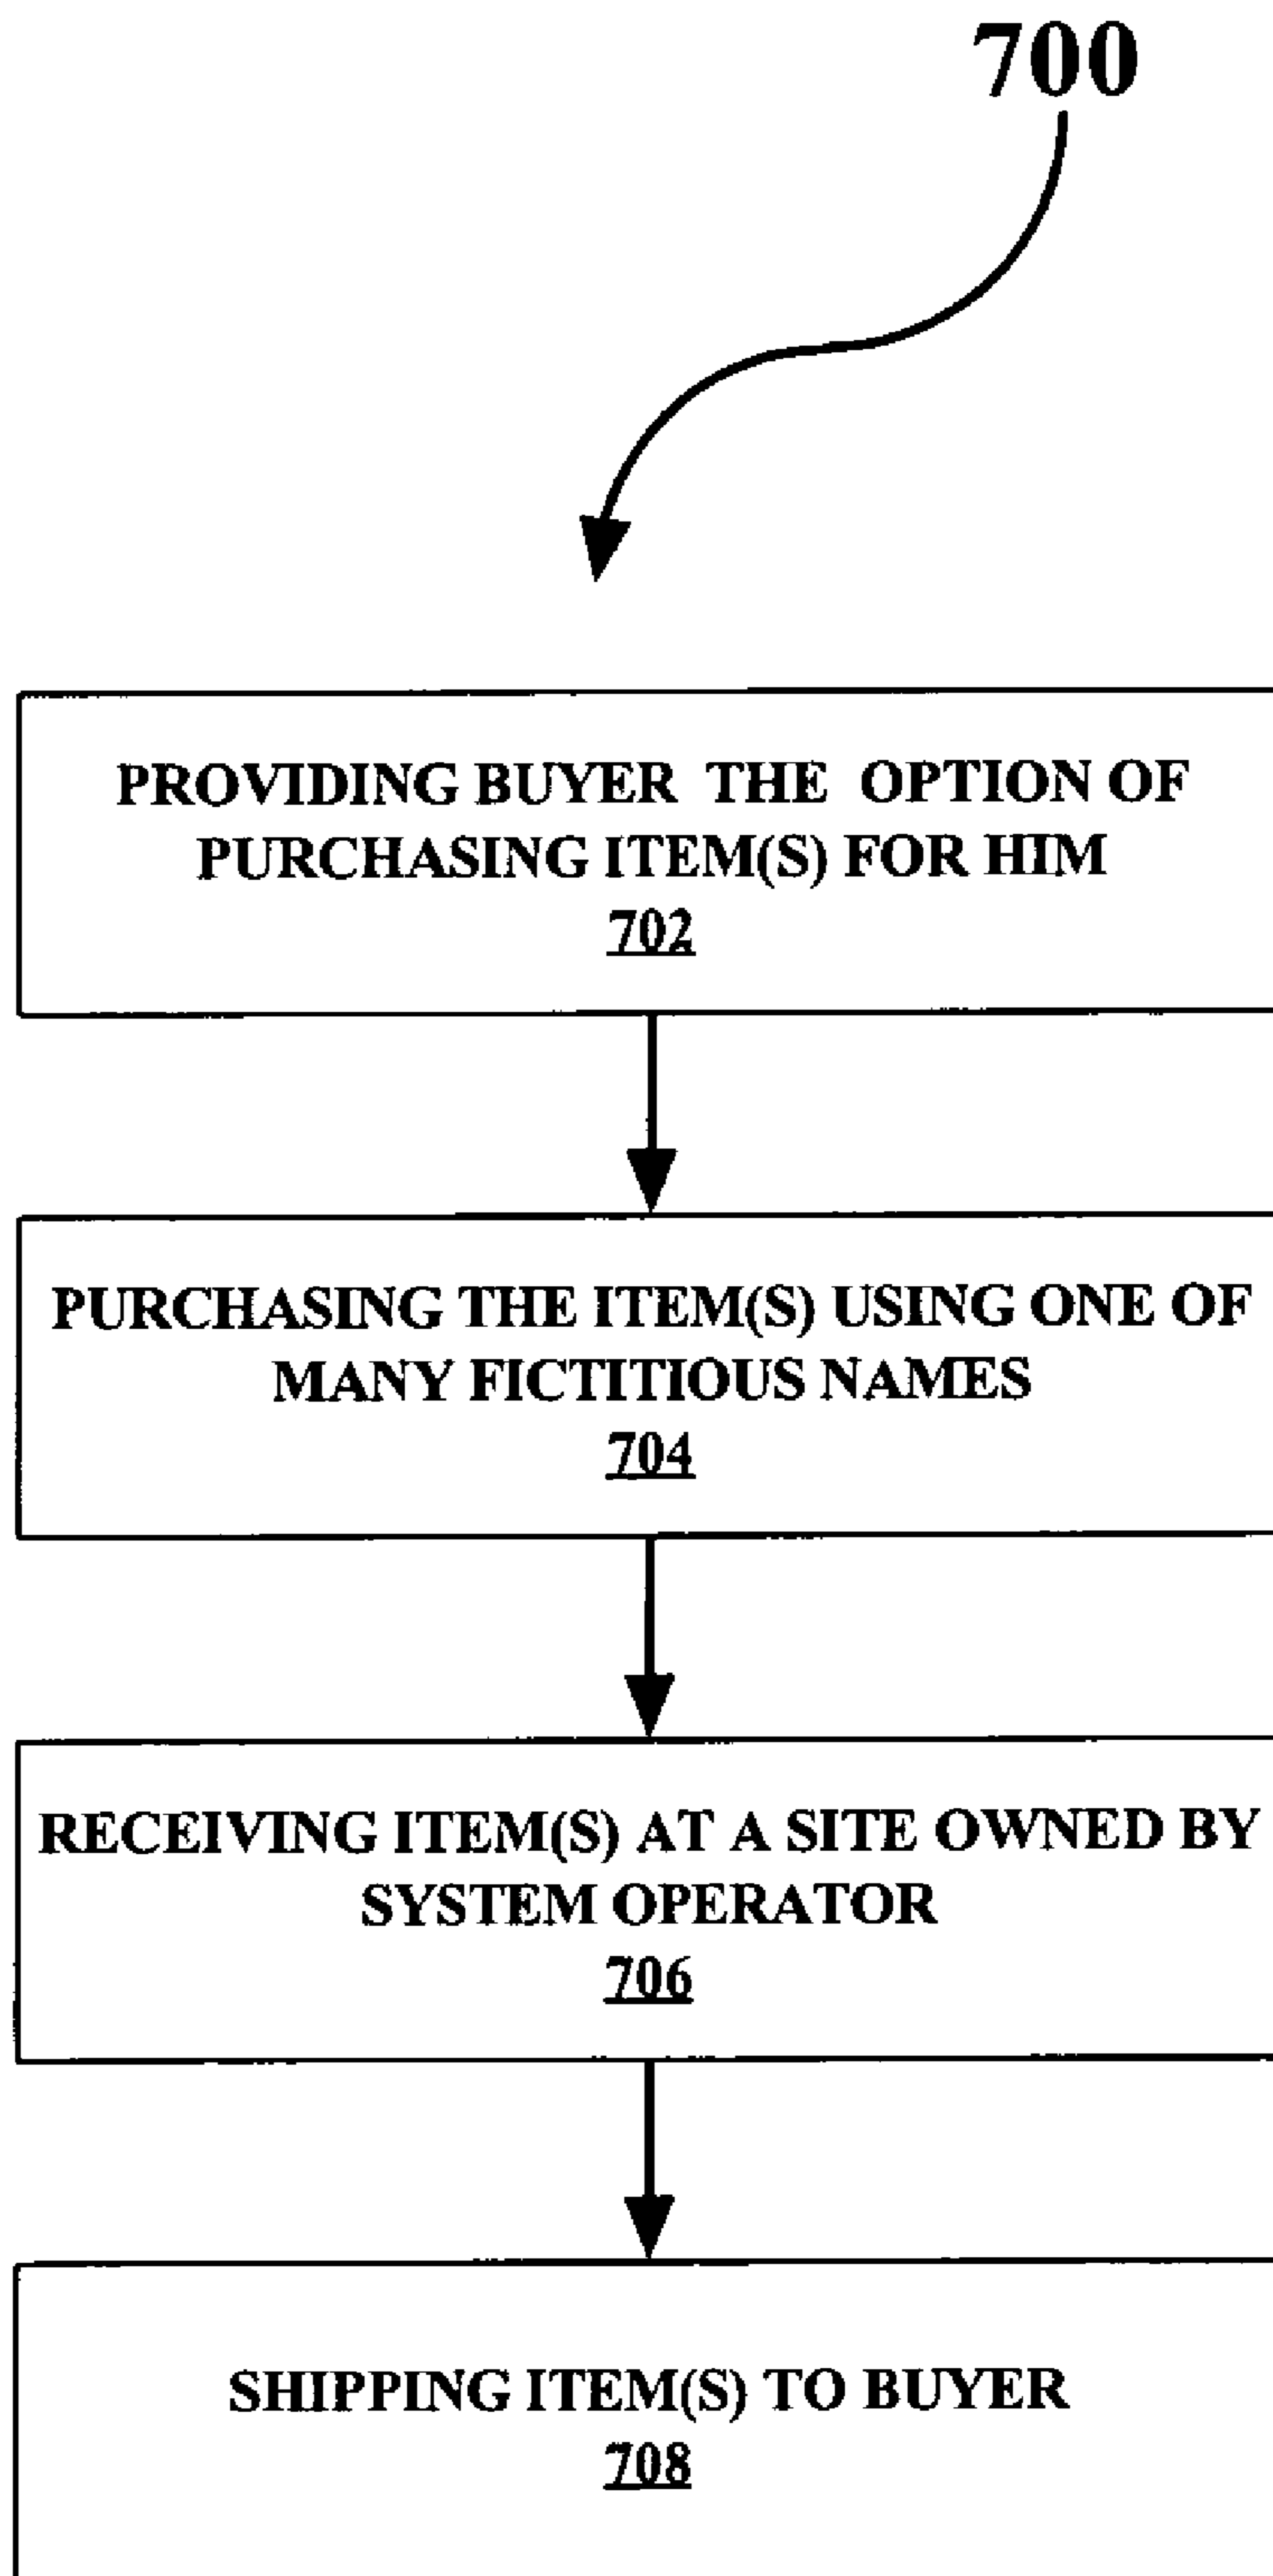 700
PROVIDING BUYER THE OPTION OF
PURCHASING ITEM(S) FOR HIM
702
PURCHASING THE ITEM(S) USING ONE OF
MANY FICTITIOUS NAMES
704
RECEIVING ITEM(S) AT A SITE OWNED BY
SYSTEM OPERATOR
706
SHIPPING ITEM(S) TO BUYER
708